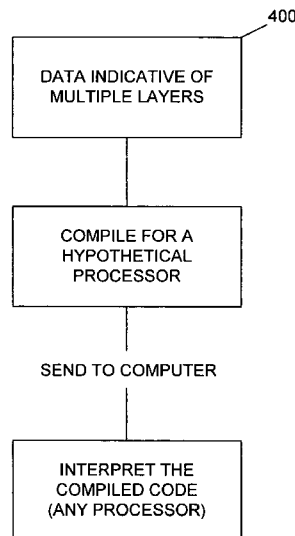 400
DATA INDICATIVE OF
MULTIPLE LAYERS
COMPILE FOR A
HYPOTHETICAL
PROCESSOR
SEND TO COMPUTER
INTERPRET THE
COMPILED CODE
(ANY PROCESSOR)